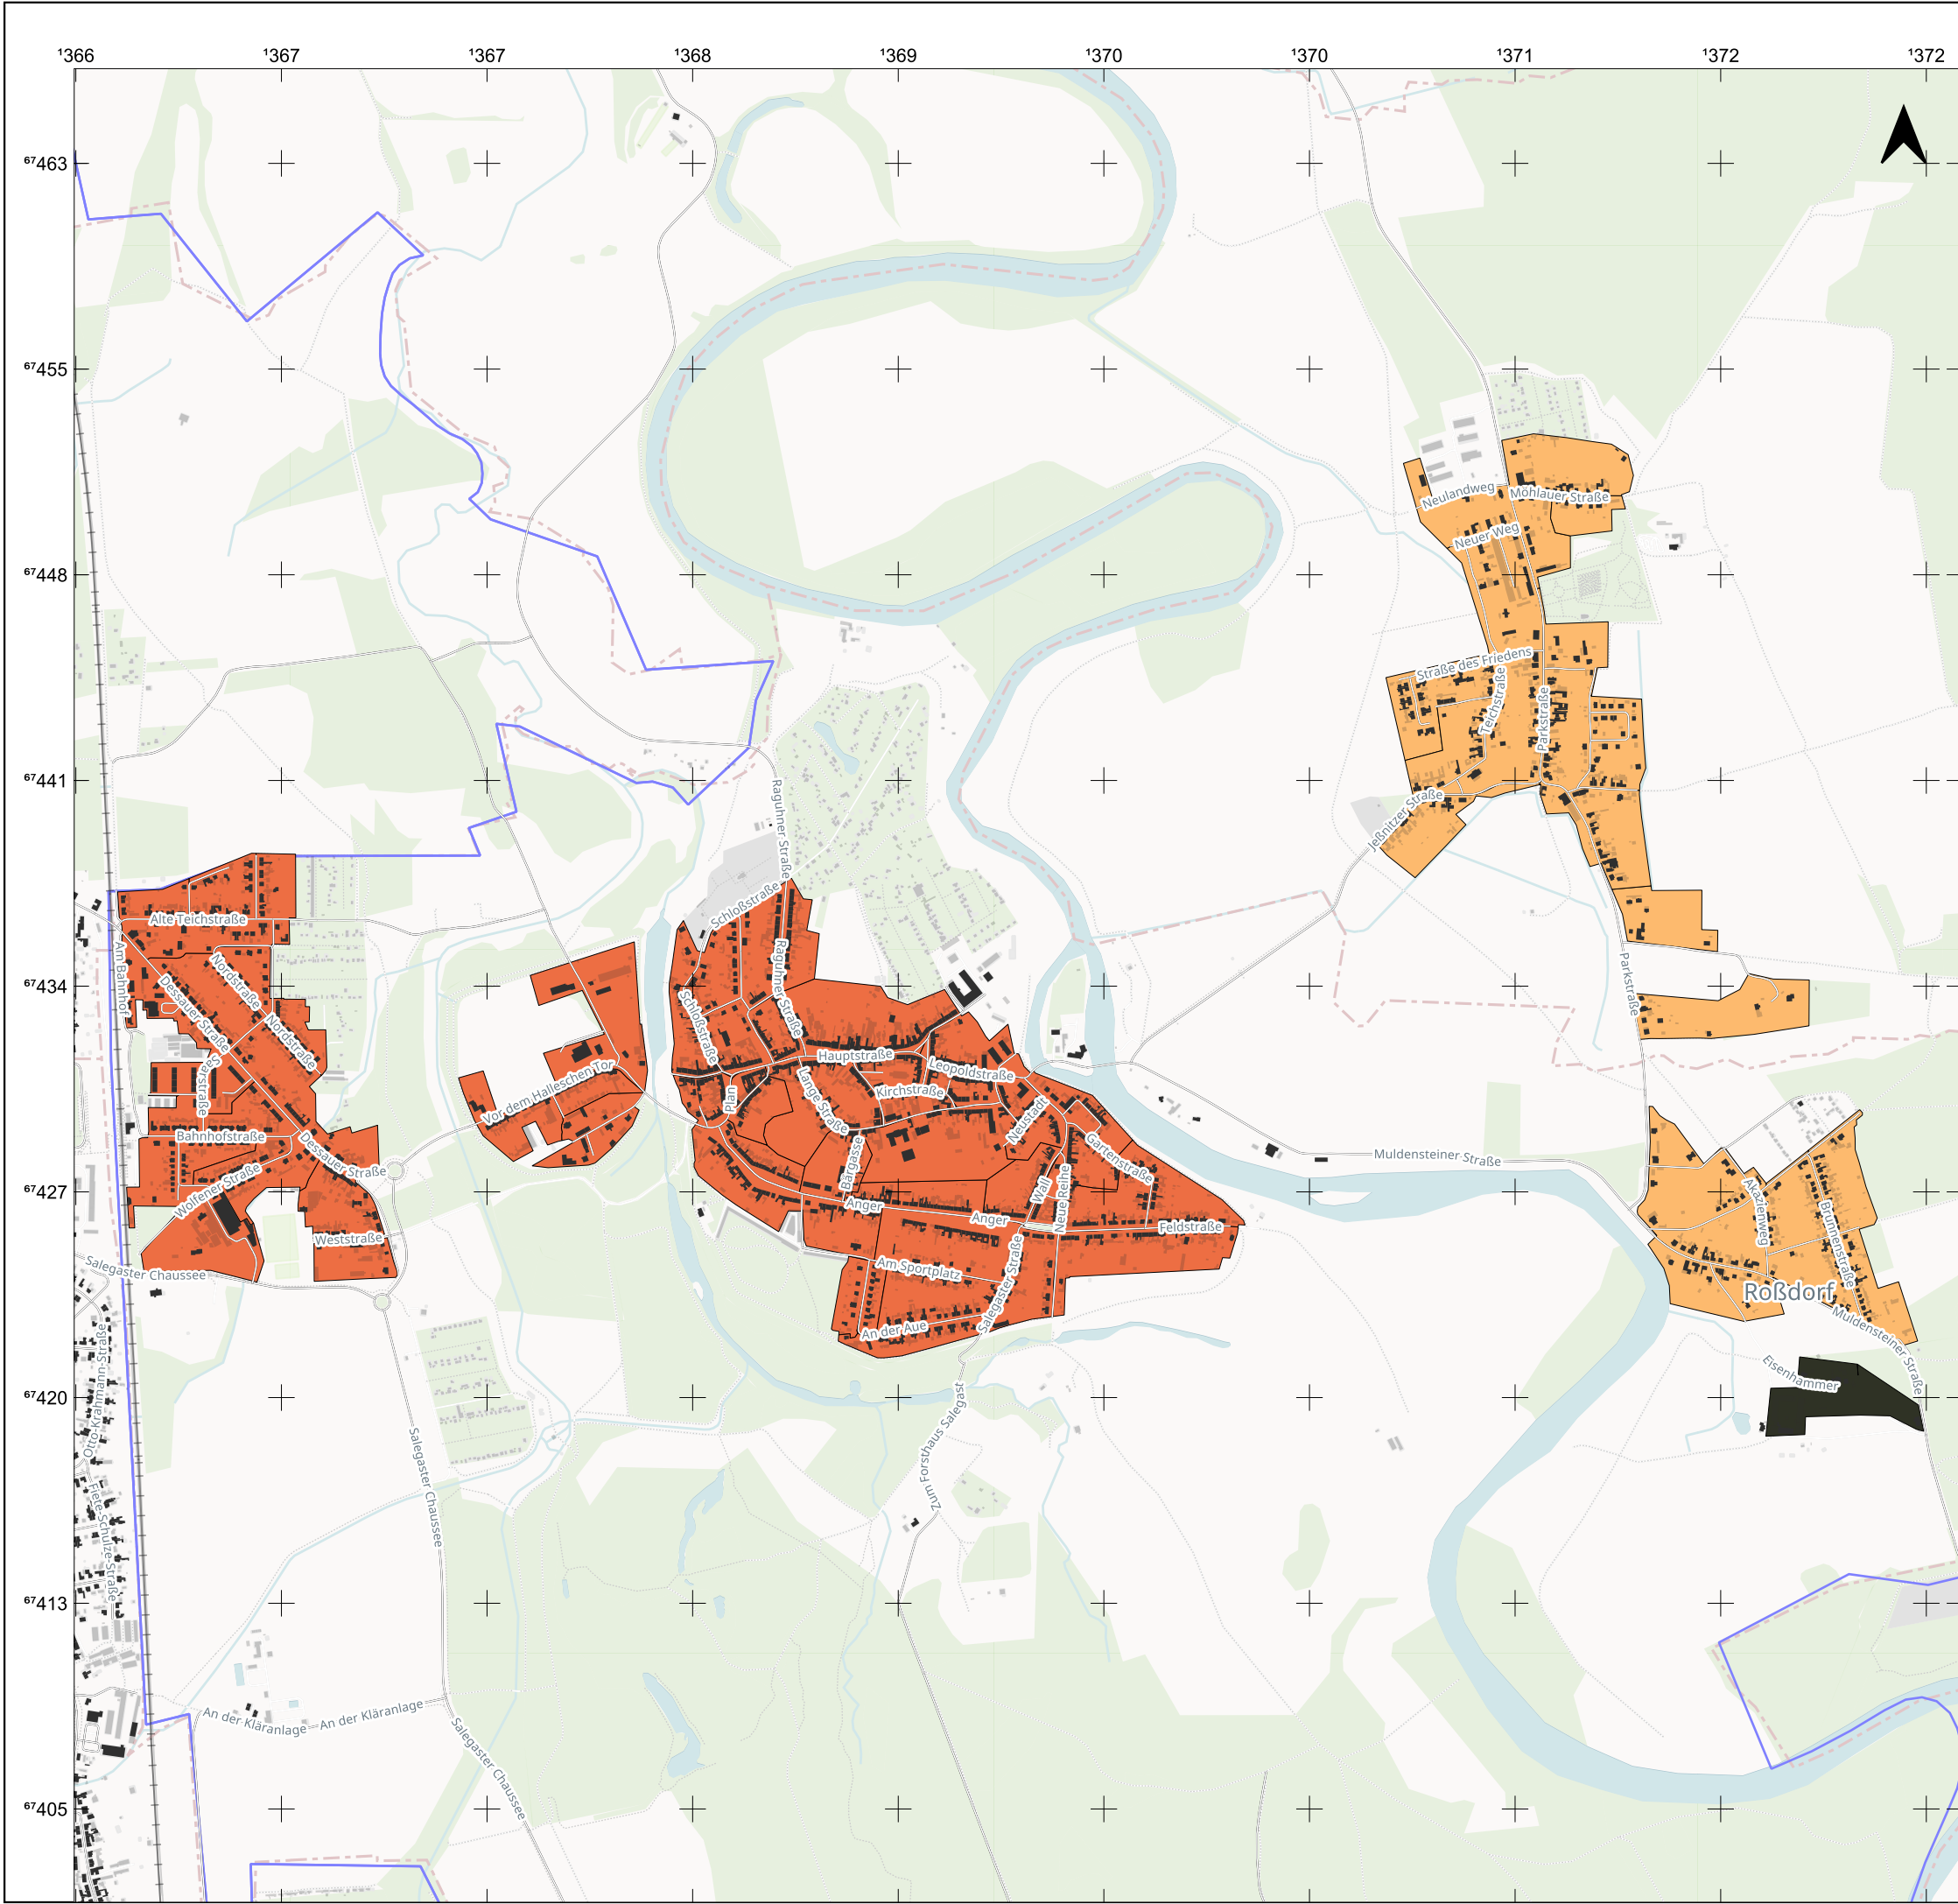 ¹366 ¹367 ¹367 ¹368 ¹369 ¹370 ¹370 ¹371 ¹372 ¹372
⁶⁷463
⁶⁷455
Neulandweg
Möhlauer Straße
Neuer Weg
⁶⁷448
Straße des Friedens
Teichstraße
Parkstraße
⁶⁷441
Raguhner Straße
Jeßnitzer Straße
Schloßstraße
Alte Teichstraße
Am Bahnhof
Nordstraße
Dessauer Straße
Raguhner Straße
Parkstraße
⁶⁷434
Schloßstraße
Nordstraße
Hauptstraße
Leopoldstraße
Saarstraße
Vor dem Halleschen Tor
Plan
Lange Straße
Kirchstraße
Neustadt
Bahnhofstraße
Dessauer Straße
Gartenstraße
Muldensteiner Straße
Bärgasse
Wolfener Straße
⁶⁷427
Wall
Neue Reihe
Akazienweg
Anger
Anger
Feldstraße
Brunnenstraße
Weststraße
Salegaster Chaussee
Am Sportplatz
Salegaster Straße
Roßdorf
An der Aue
Muldensteiner Straße
Otto-Krahmann-Straße
Eisenhammer
⁶⁷420
Salegaster Chaussee
Zum Forsthaus Salegast
Fiete-Schulze-Straße
⁶⁷413
An der Kläranlage
An der Kläranlage
Salegaster Chaussee
⁶⁷405